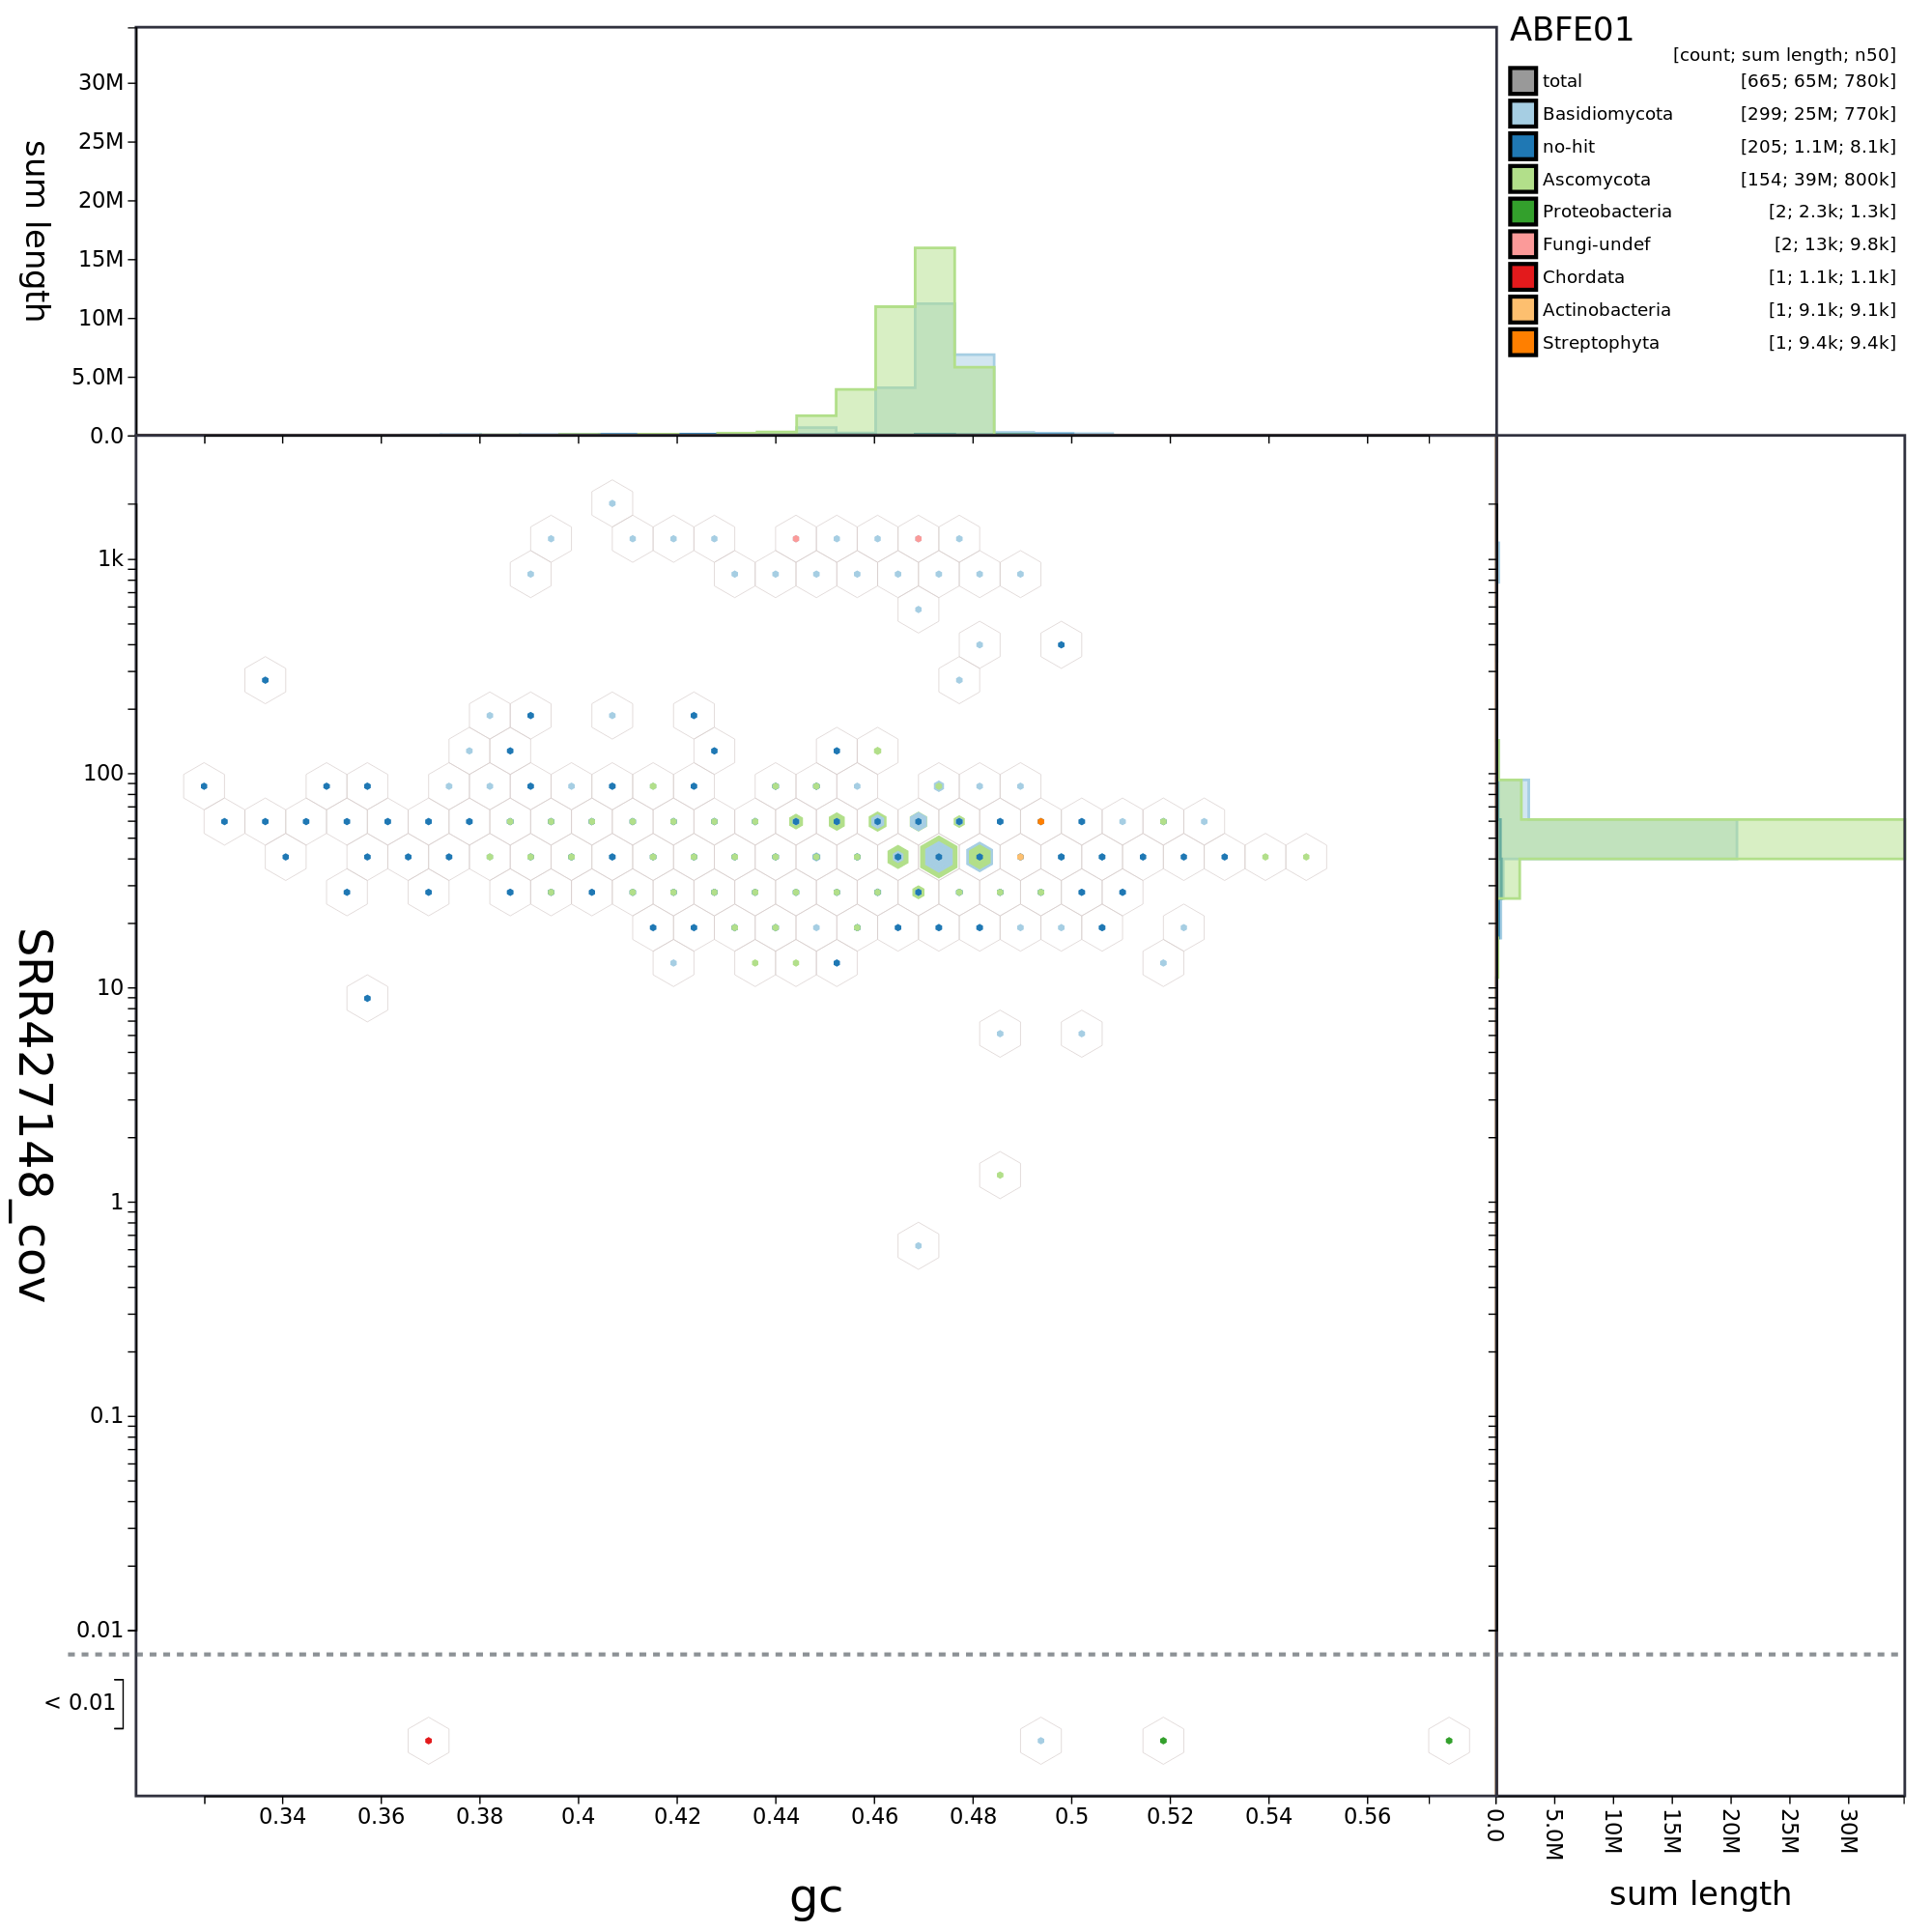 ABFE01
[count; sum length; n50]
total [665; 65M; 780k]
Basidiomycota [299; 25M; 770k]
no-hit [205; 1.1M; 8.1k]
Ascomycota [154; 39M; 800k]
Proteobacteria [2; 2.3k; 1.3k]
Fungi-undef [2; 13k; 9.8k]
Chordata [1; 1.1k; 1.1k]
Actinobacteria [1; 9.1k; 9.1k]
Streptophyta [1; 9.4k; 9.4k]
sum length
30M
25M
20M
15M
10M
5.0M
0.0
SRR427148_cov
1k
100
10
1
0.1
0.01
< 0.01
0.34 0.36 0.38 0.4 0.42 0.44 0.46 0.48 0.5 0.52 0.54 0.56
gc
0.0 5.0M 10M 15M 20M 25M 30M
sum length